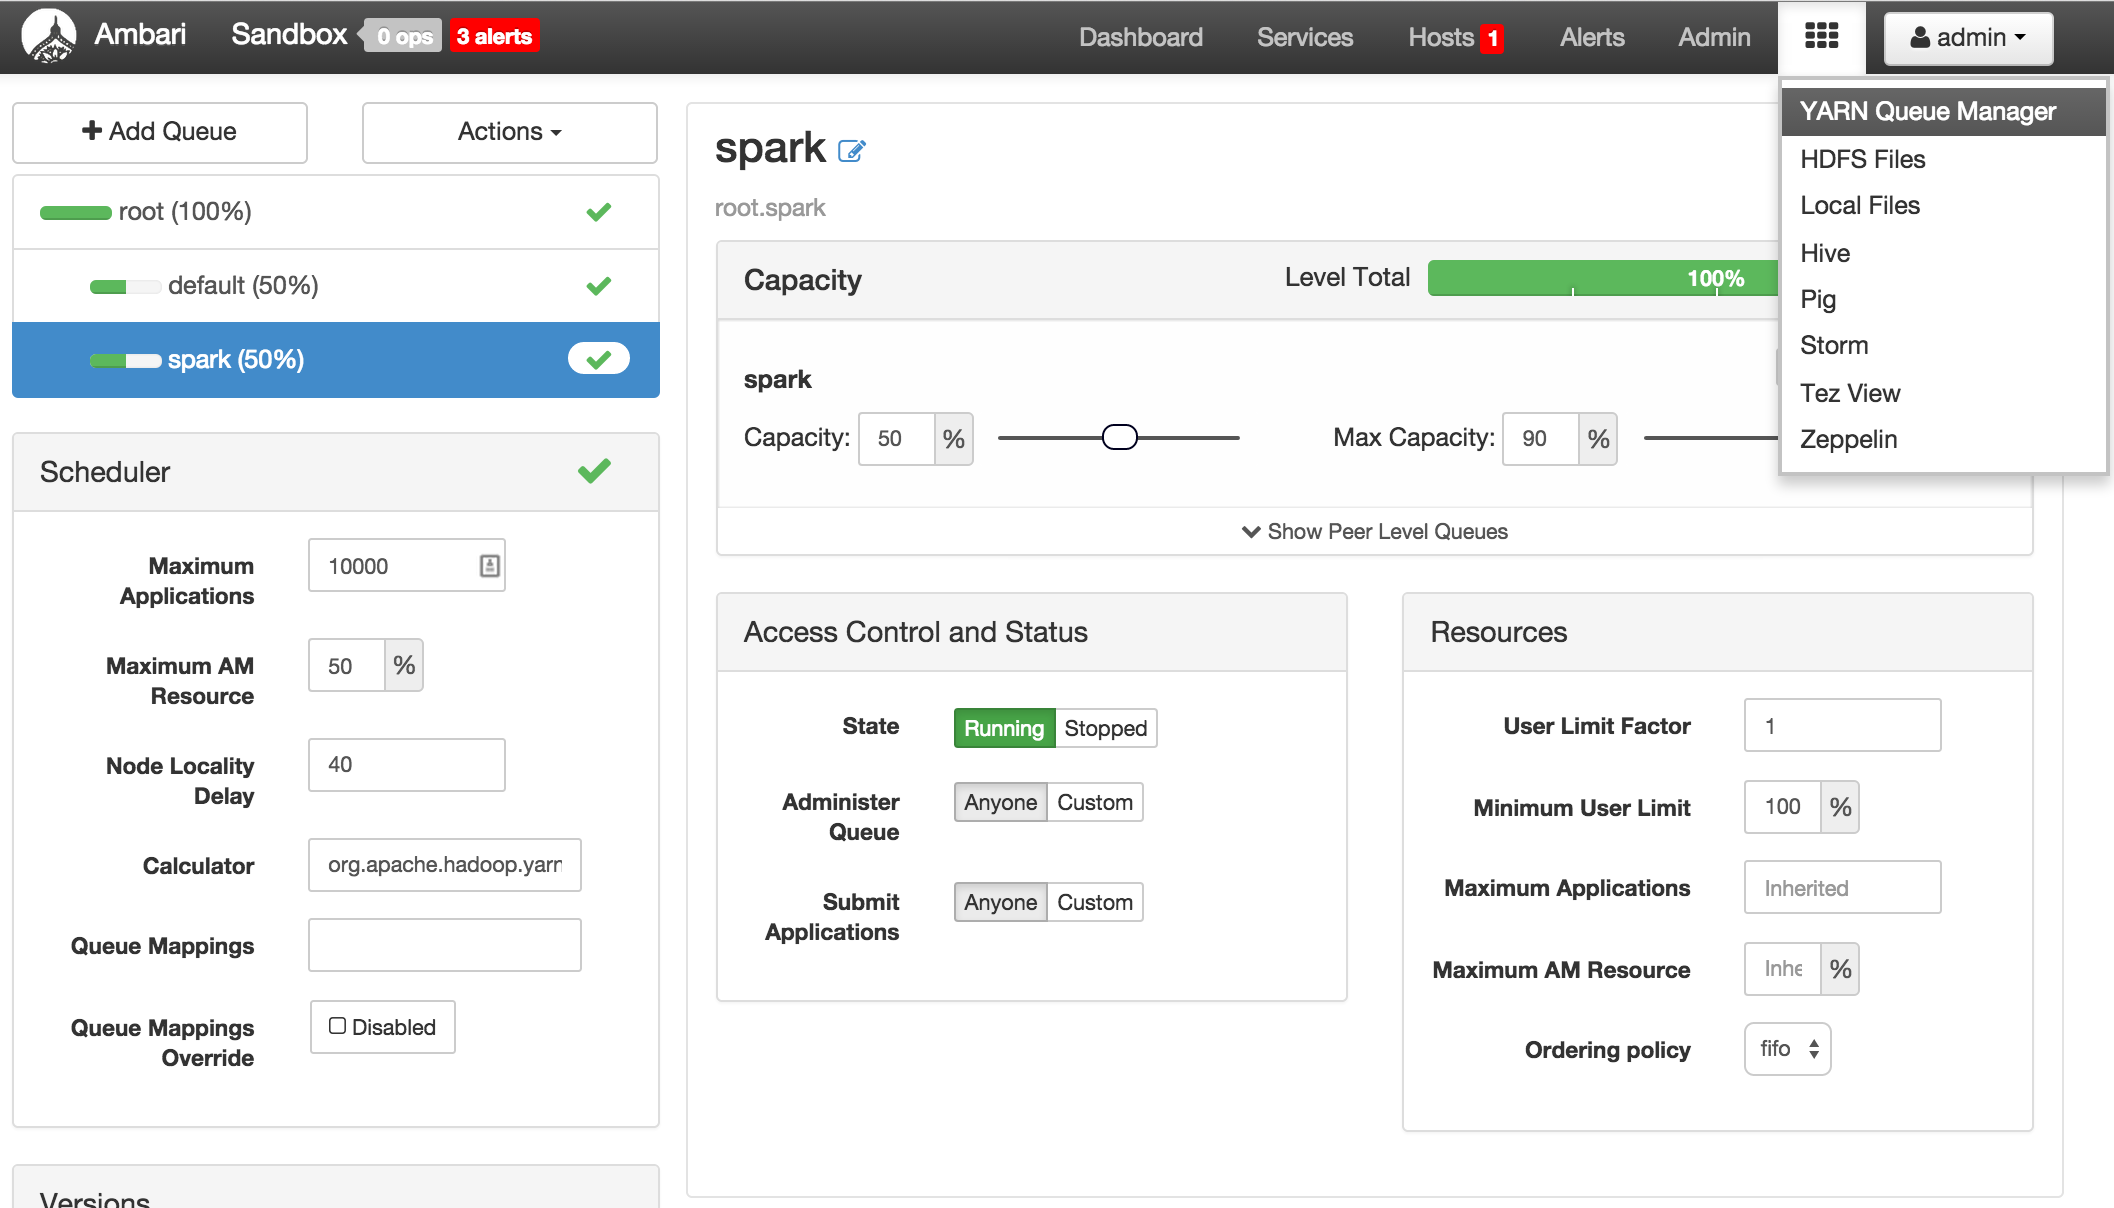 Ambari
Sandbox
0 ops
3 alerts
Dashboard
Services
Hosts 1
Alerts
Admin
admin
YARN Queue Manager
HDFS Files
Local Files
Hive
Pig
Storm
Tez View
Zeppelin
Add Queue
Actions
root (100%)
default (50%)
spark (50%)
Scheduler
Maximum
Applications
10000
Maximum AM
Resource
50 %
Node Locality
Delay
40
Calculator
org.apache.hadoop.yarn
Queue Mappings
Queue Mappings
Override
Disabled
Versions
spark
root.spark
Capacity
Level Total
100%
spark
Capacity: 50 %
Max Capacity: 90 %
Show Peer Level Queues
Access Control and Status
State
Running Stopped
Administer
Queue
Anyone Custom
Submit
Applications
Anyone Custom
Resources
User Limit Factor
1
Minimum User Limit
100 %
Maximum Applications
Inherited
Maximum AM Resource
Inhe %
Ordering policy
fifo